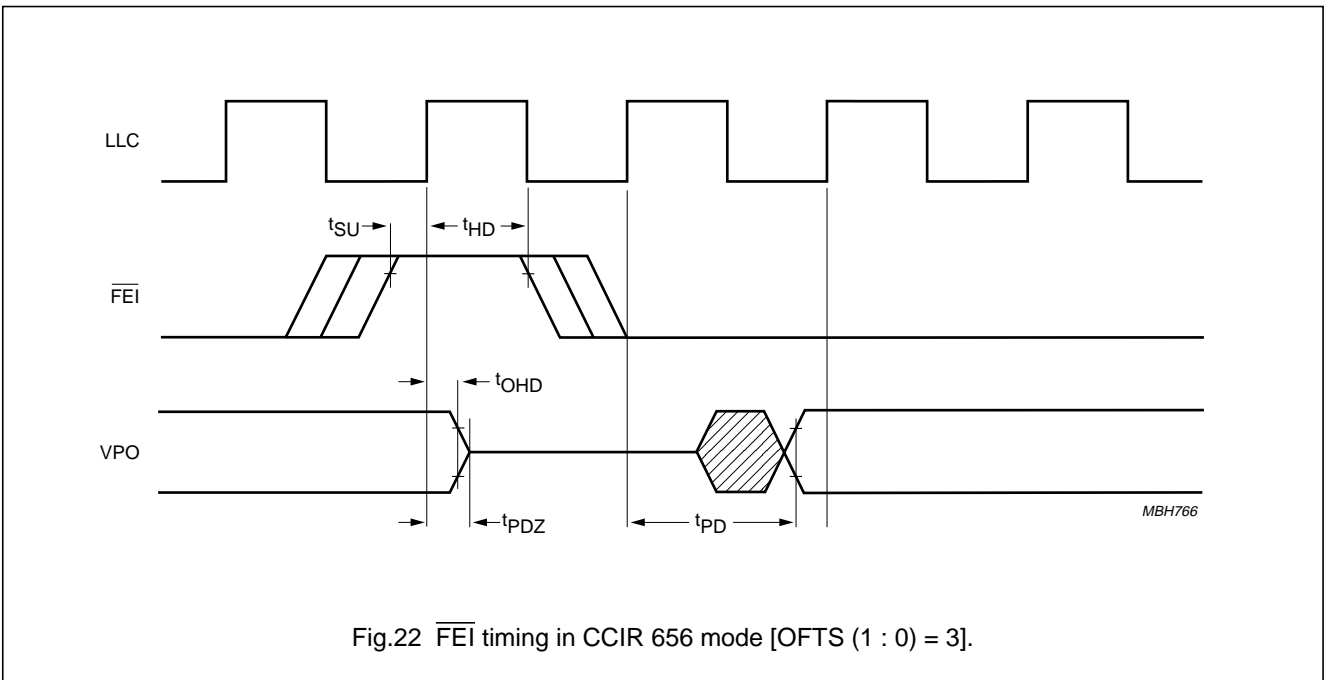 LLC
tSU
tHD
FEI
tOHD
VPO
tPDZ
tPD
MBH766
Fig.22 FEI timing in CCIR 656 mode [OFTS (1 : 0) = 3].